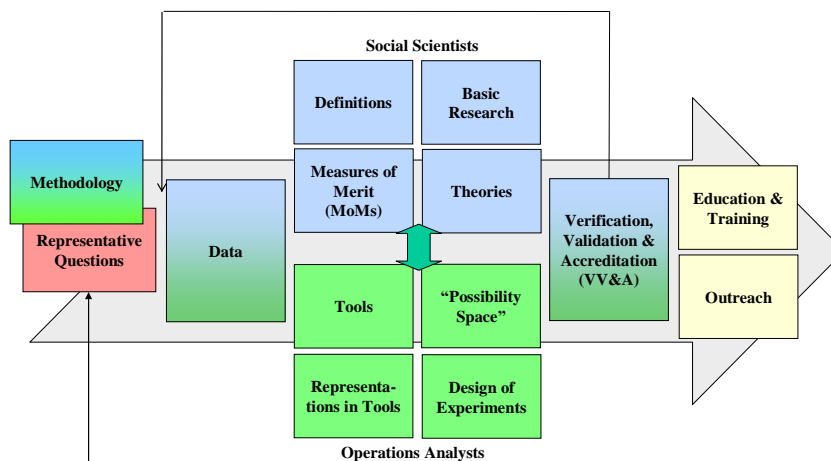 Social Scientists
Definitions
Basic
Research
Methodology
Measures of
Merit
(MoMs)
Theories
Representative
Questions
Data
Verification,
Validation &
Accreditation
(VV&A)
Education &
Training
Outreach
Tools
“Possibility
Space”
Representa-
tions in Tools
Design of
Experiments
Operations Analysts